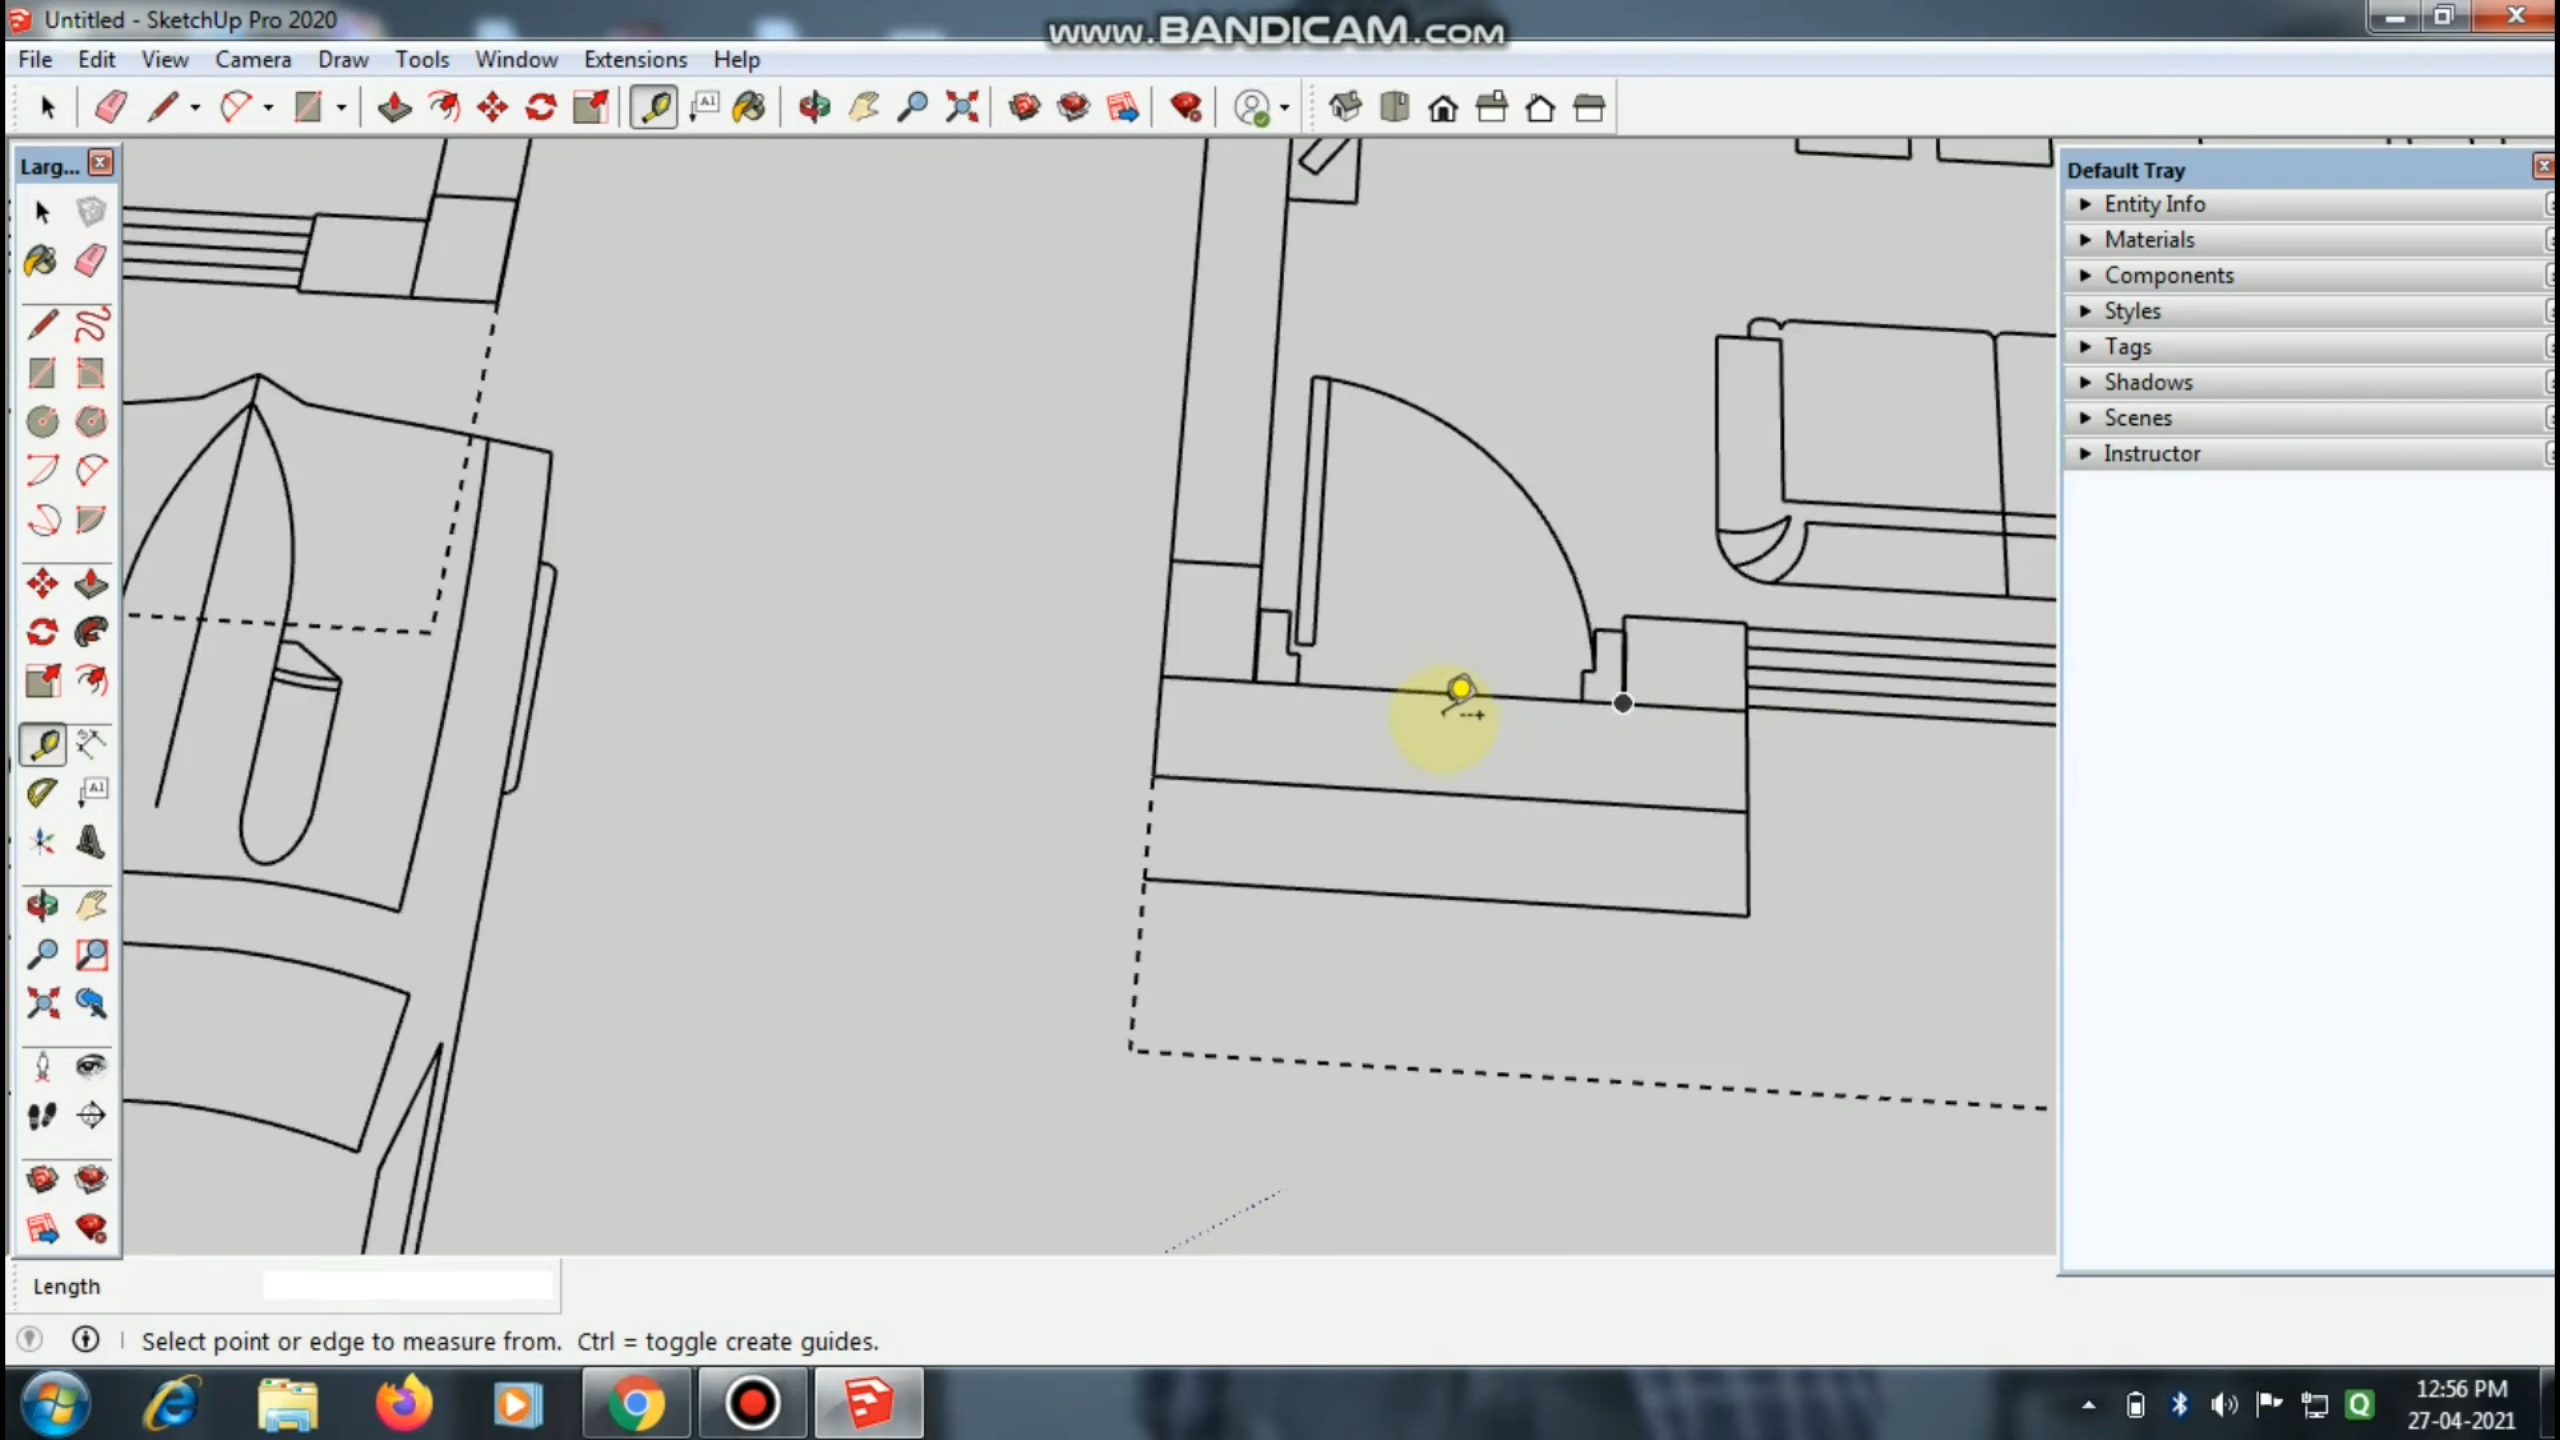 Untitled - SketchUp Pro 2020
www.BANDICAM.com
File Edit View Camera Draw Tools Window Extensions Help
A1
Larg...
A1
Default Tray
Entity Info
Materials
Components
Styles
Tags
Shadows
Scenes
Instructor
Length
Select point or edge to measure from. Ctrl = toggle create guides.
12:56 PM
27-04-2021